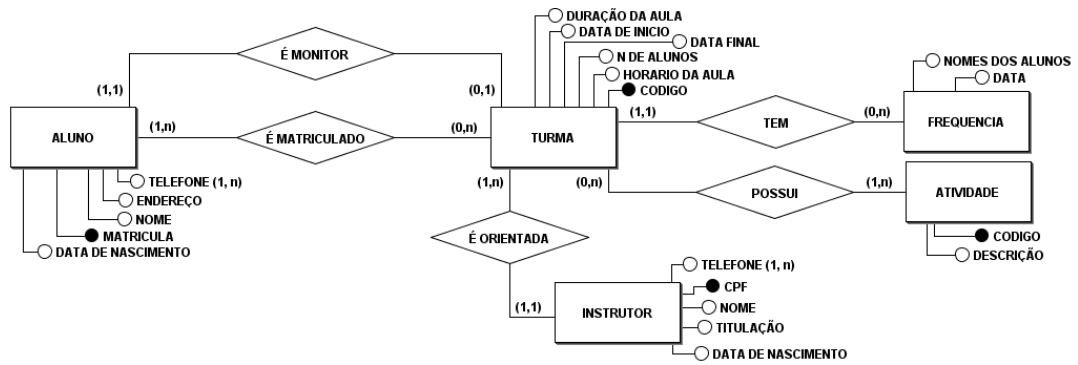 DURAÇÃO DA AULA
DATA DE INICIO
DATA FINAL
N DE ALUNOS
HORARIO DA AULA
CODIGO
É MONITOR
(1,1)
(0,1)
NOMES DOS ALUNOS
DATA
ALUNO
(1,n)
É MATRICULADO
(0,n)
TURMA
(1,1)
TEM
(0,n)
FREQUENCIA
TELEFONE (1, n)
ENDEREÇO
NOME
MATRICULA
DATA DE NASCIMENTO
(1,n)
(0,n)
POSSUI
(1,n)
ATIVIDADE
CODIGO
DESCRIÇÃO
É ORIENTADA
(1,1)
INSTRUTOR
TELEFONE (1, n)
CPF
NOME
TITULAÇÃO
DATA DE NASCIMENTO